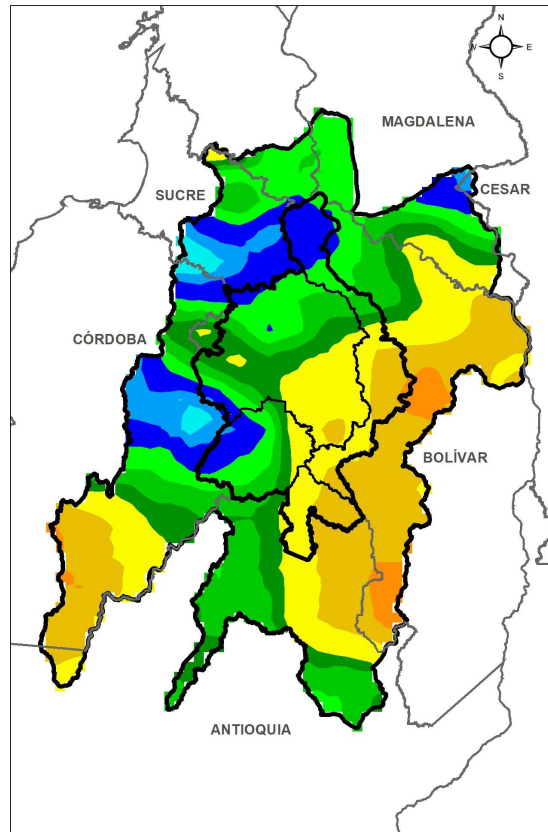 N
W E
S
MAGDALENA
SUCRE
CESAR
CÓRDOBA
BOLÍVAR
ANTIOQUIA